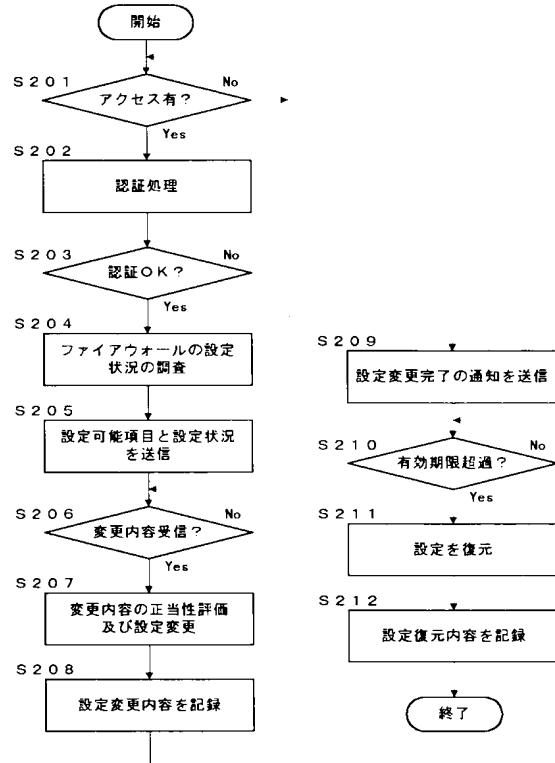 開始
S201
No
アクセス有?
Yes
S202
認証処理
S203
No
認証OK?
Yes
S204
ファイアウォールの設定
状況の調査
S205
設定可能項目と設定状況
を送信
S206
No
変更内容受信?
Yes
S207
変更内容の正当性評価
及び設定変更
S208
設定変更内容を記録
S209
設定変更完了の通知を送信
S210
No
有効期限超過?
Yes
S211
設定を復元
S212
設定復元内容を記録
終了